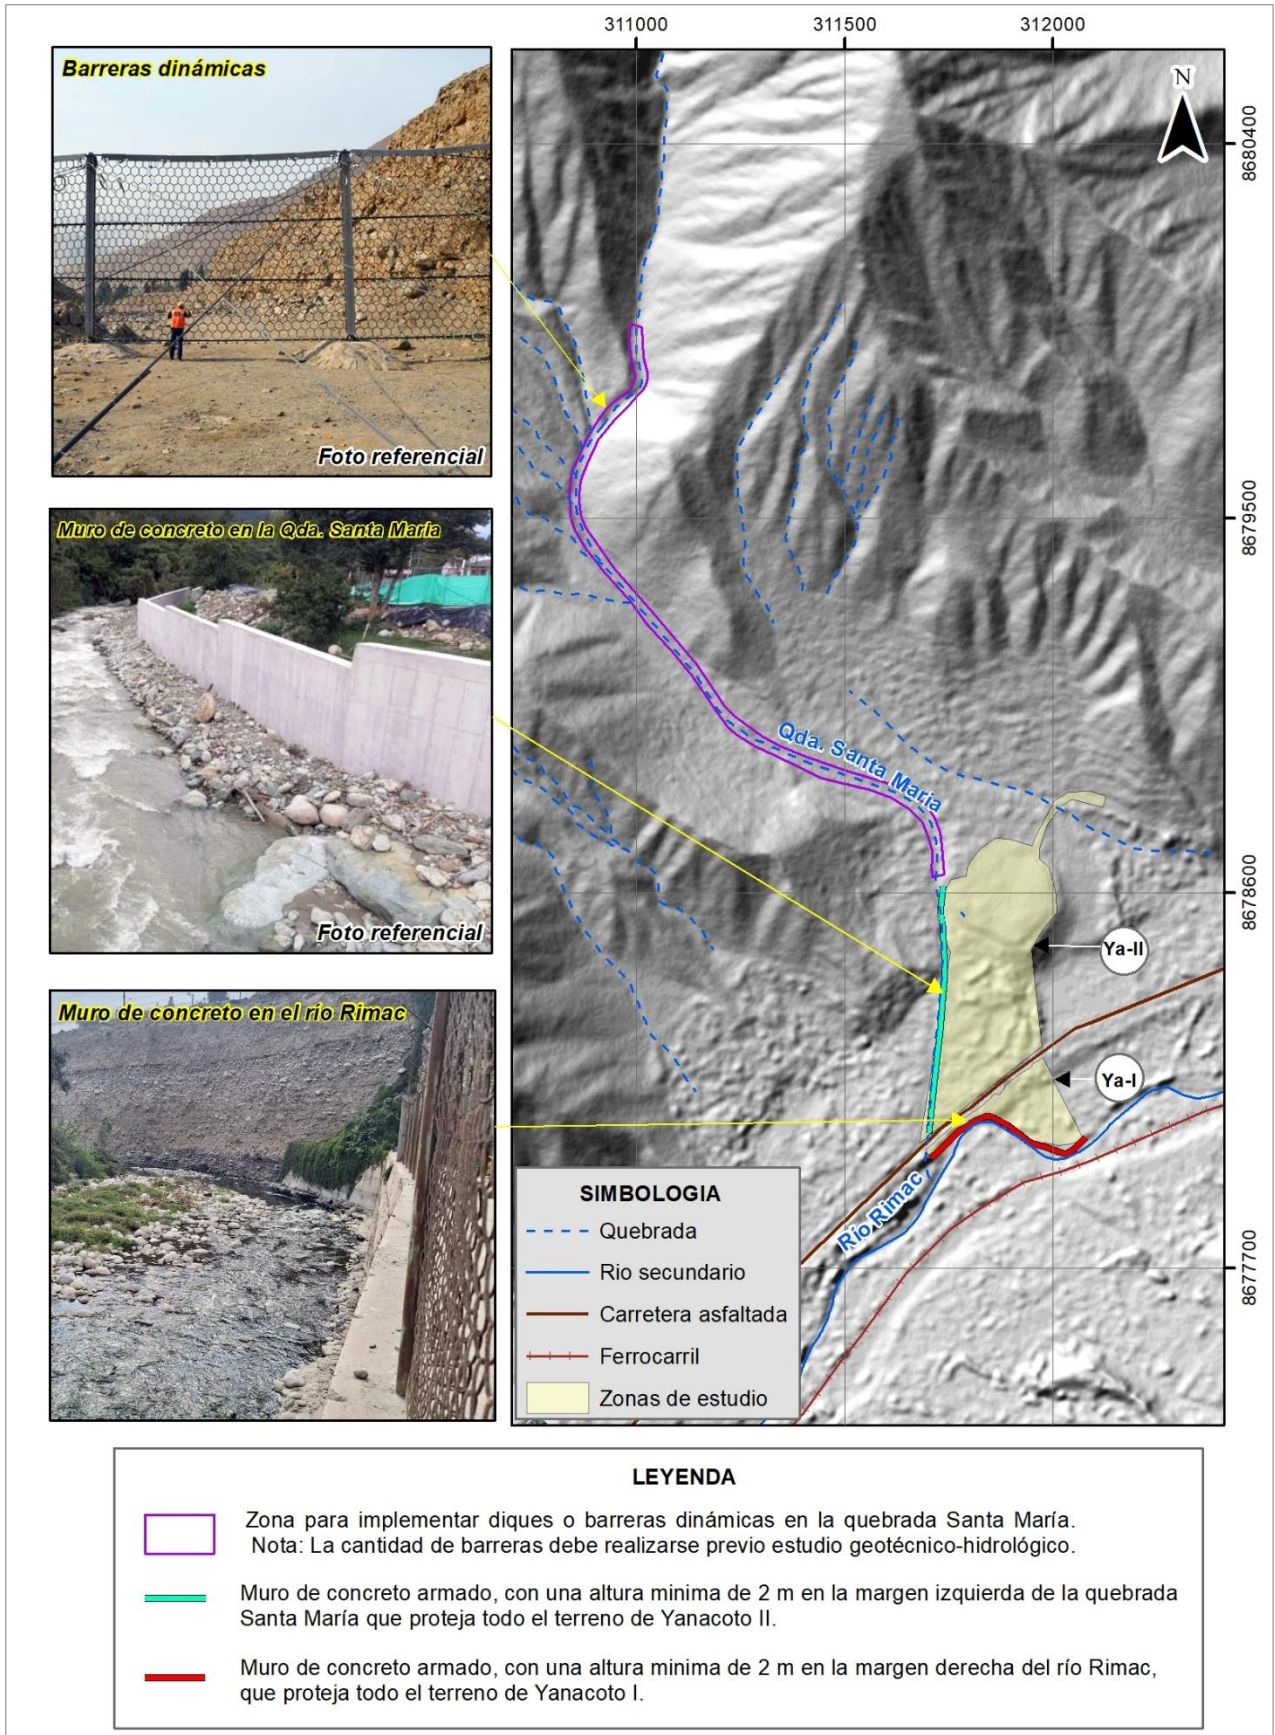 311000
311500
312000
Barreras dinámicas
Foto referencial
N
8680400
Muro de concreto en la Qda. Santa Maria
Foto referencial
8679500
Qda. Santa Maria
8678600
Ya-II
Muro de concreto en el río Rimac
Ya-I
Río Rimac
8677700
SIMBOLOGIA
Quebrada
Rio secundario
Carretera asfaltada
Ferrocarril
Zonas de estudio
LEYENDA
Zona para implementar diques o barreras dinámicas en la quebrada Santa María.
Nota: La cantidad de barreras debe realizarse previo estudio geotécnico-hidrológico.
Muro de concreto armado, con una altura minima de 2 m en la margen izquierda de la quebrada
Santa María que proteja todo el terreno de Yanacoto II.
Muro de concreto armado, con una altura minima de 2 m en la margen derecha del río Rimac,
que proteja todo el terreno de Yanacoto I.